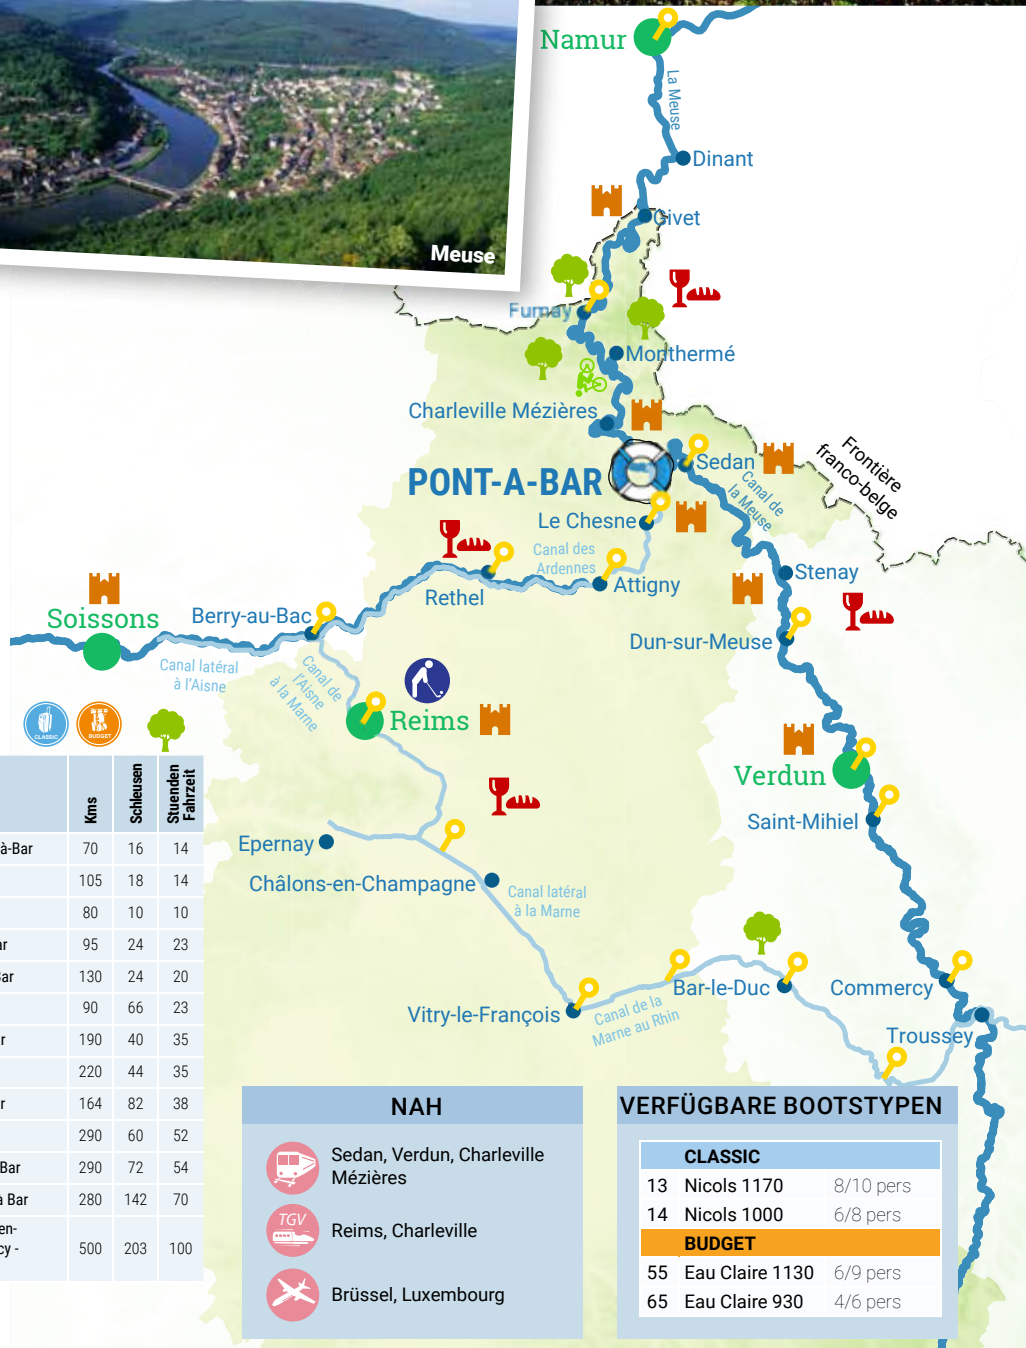 Meuse
Namur
La Meuse
Dinant
Givet
Fumay
Monthermé
Charleville Mézières
PONT-A-BAR
Sedan
Frontière
franco-belge
Canal de
la Meuse
Le Chesne
Canal des
Ardennes
Attigny
Rethel
Stenay
Dun-sur-Meuse
Soissons
Berry-au-Bac
Canal latéral
à l'Aisne
Canal de
l'Aisne
à la Marne
Reims
Verdun
Saint-Mihiel
Epernay
Châlons-en-Champagne
Canal latéral
à la Marne
Vitry-le-François
Canal de la
Marne au Rhin
Bar-le-Duc
Commercy
Troussey
CLASSIC
BUDGET
Kms Schleusen Stuenden
Fahrzeit
à-Bar 70 16 14
105 18 14
80 10 10
ar 95 24 23
Bar 130 24 20
90 66 23
r 190 40 35
220 44 35
r 164 82 38
290 60 52
Bar 290 72 54
à Bar 280 142 70
en-
cy - 500 203 100
NAH
Sedan, Verdun, Charleville
Mézières
TGV
Reims, Charleville
Brüssel, Luxembourg
VERFÜGBARE BOOTSTYPEN
CLASSIC
13 Nicols 1170 8/10 pers
14 Nicols 1000 6/8 pers
BUDGET
55 Eau Claire 1130 6/9 pers
65 Eau Claire 930 4/6 pers